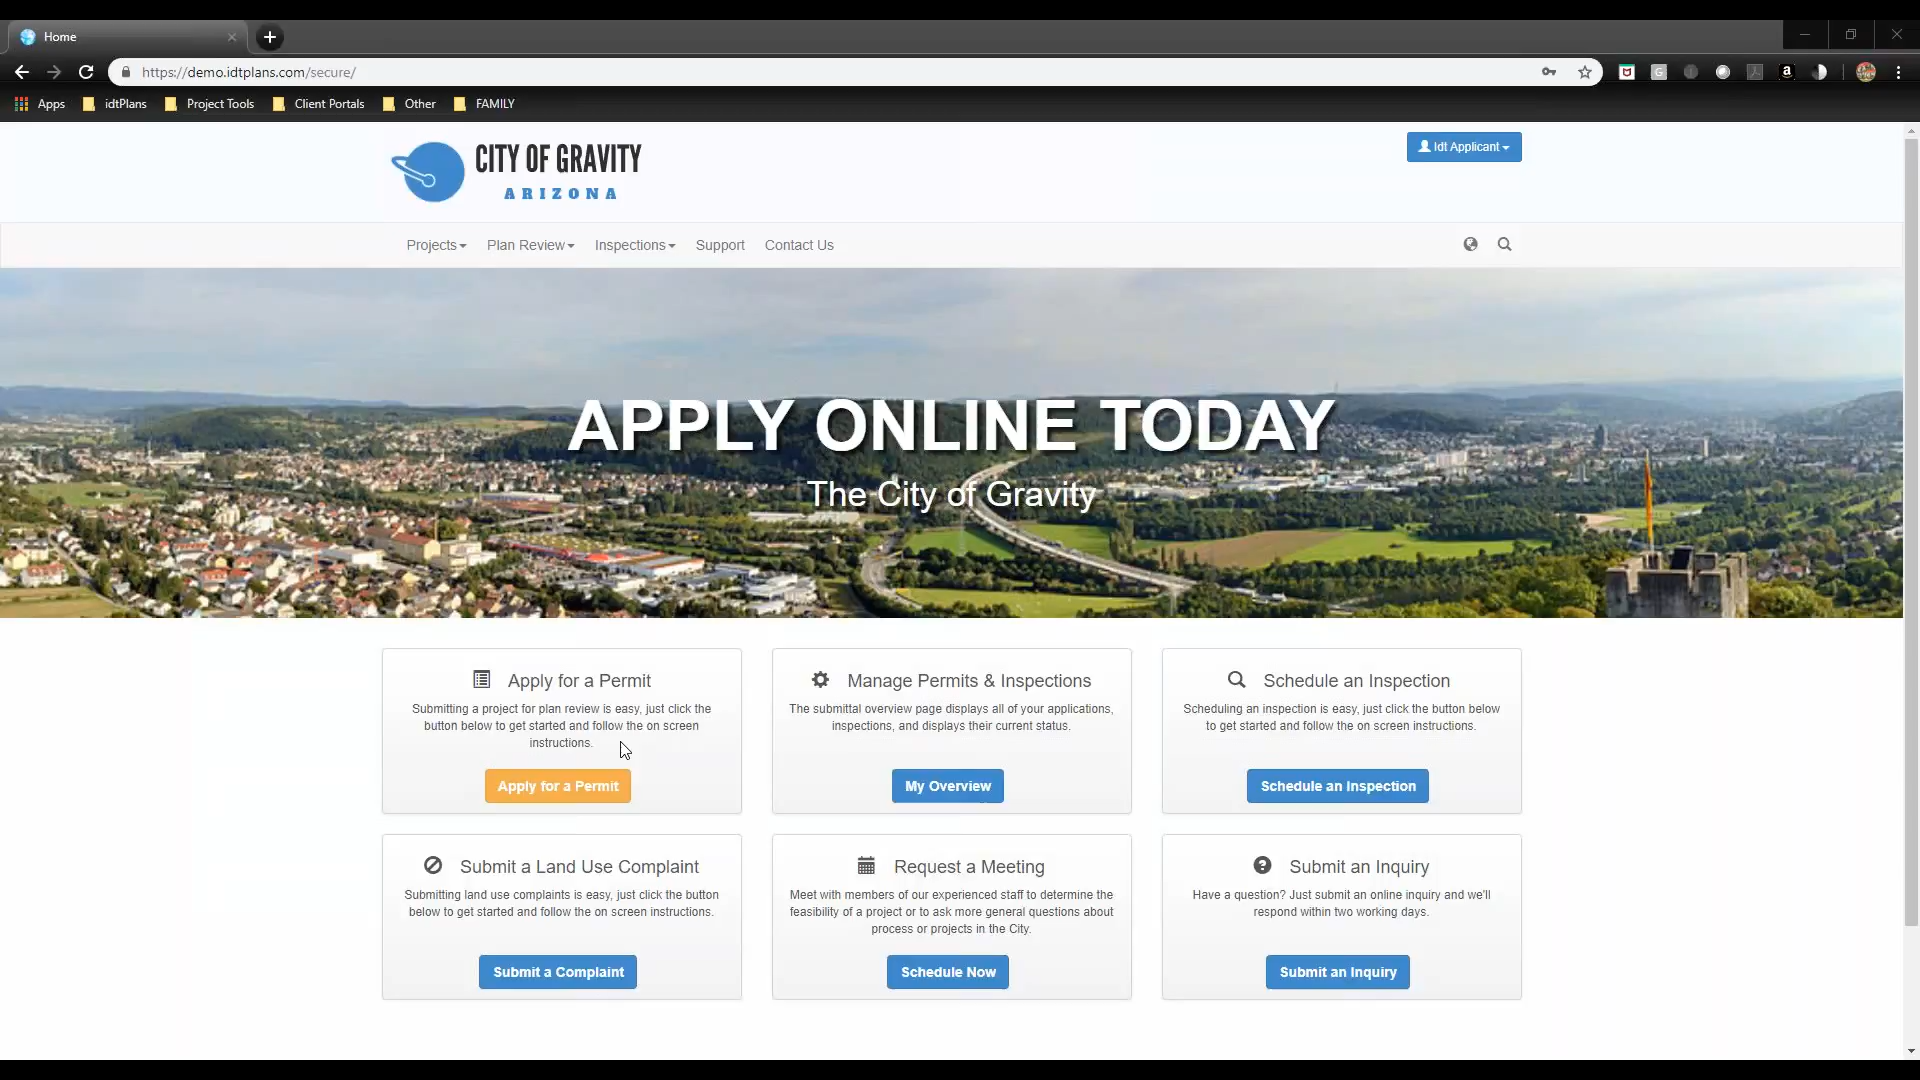 Home
https://demo.idtplans.com/secure/
Apps idtPlans Project Tools Client Portals Other FAMILY
CITY OF GRAVITY
ARIZONA
Idt Applicant
Projects Plan Review Inspections Support Contact Us
APPLY ONLINE TODAY
The City of Gravity
Apply for a Permit
Submitting a project for plan review is easy, just click the
button below to get started and follow the on screen
instructions.
Apply for a Permit
Manage Permits & Inspections
The submittal overview page displays all of your applications,
inspections, and displays their current status.
My Overview
Schedule an Inspection
Scheduling an inspection is easy, just click the button below
to get started and follow the on screen instructions.
Schedule an Inspection
Submit a Land Use Complaint
Submitting land use complaints is easy, just click the button
below to get started and follow the on screen instructions.
Submit a Complaint
Request a Meeting
Meet with members of our experienced staff to determine the
feasibility of a project or to ask more general questions about
process or projects in the City.
Schedule Now
Submit an Inquiry
Have a question? Just submit an online inquiry and we'll
respond within two working days.
Submit an Inquiry